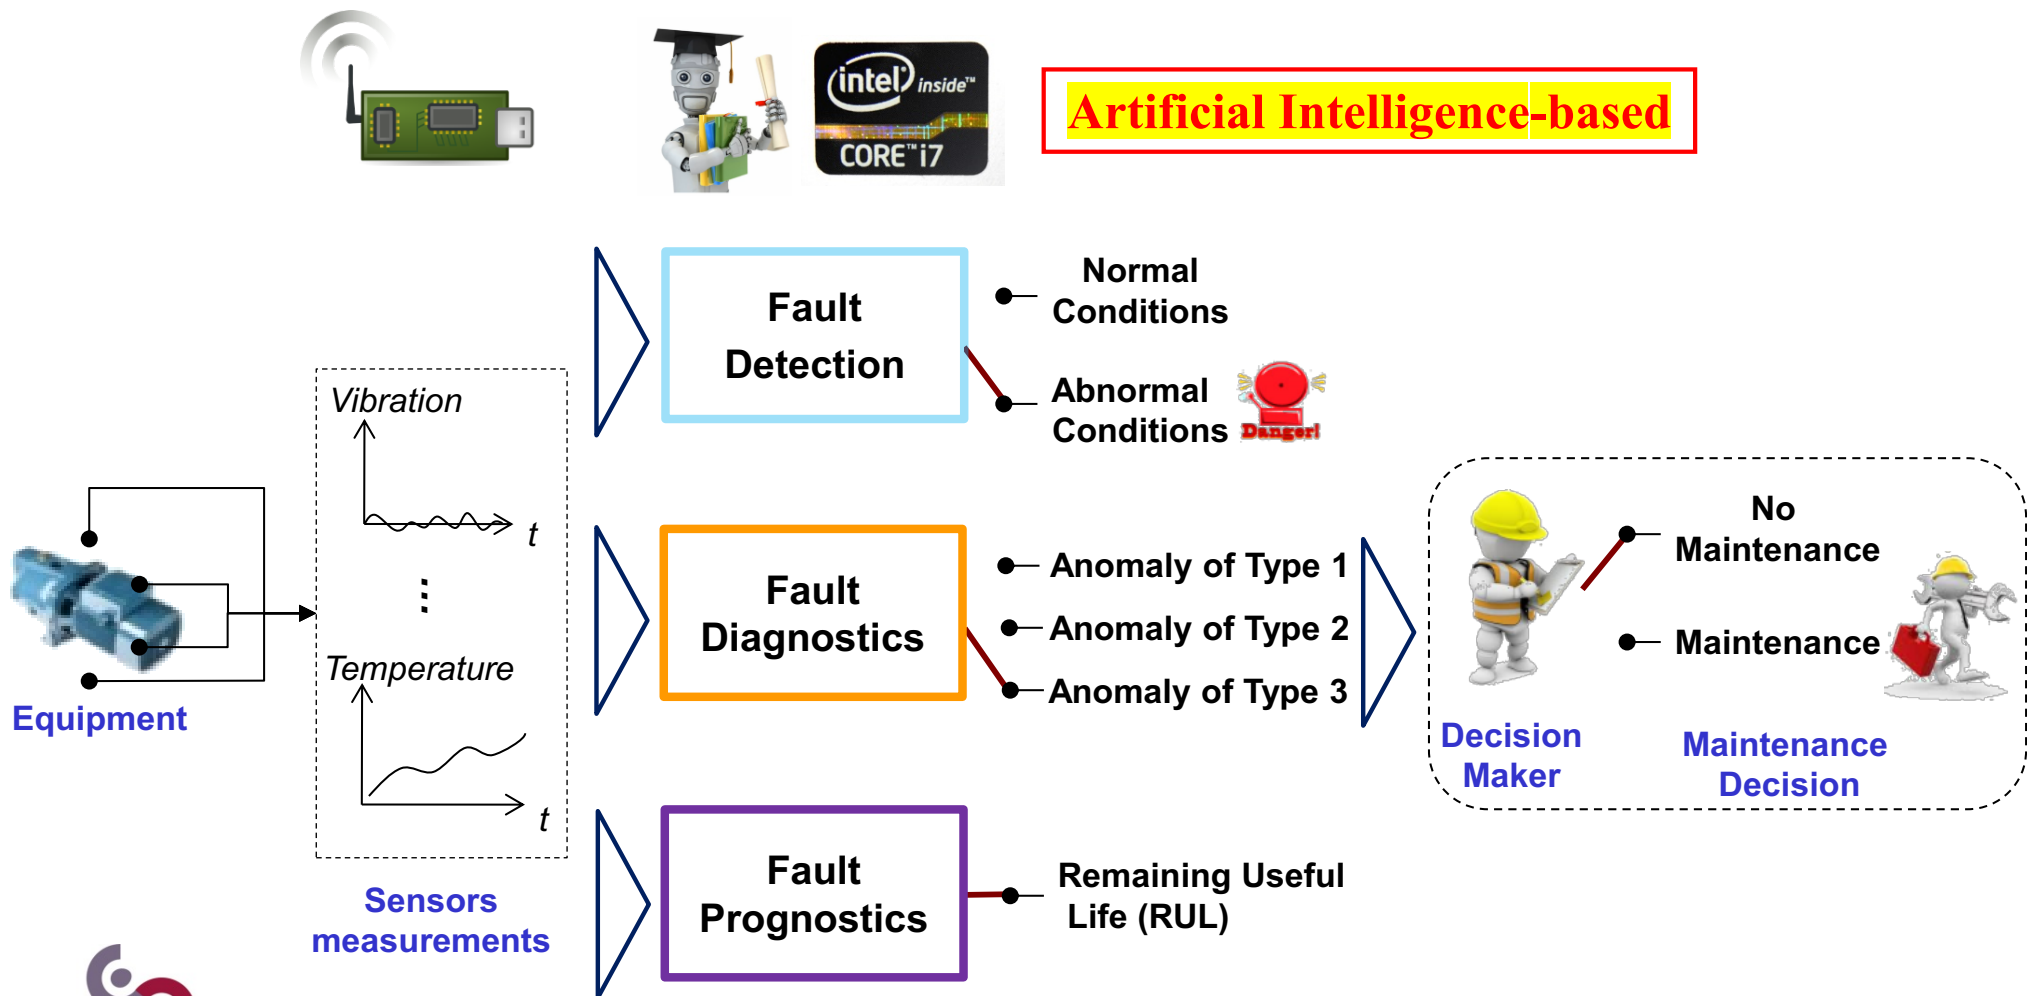 intel inside™
CORE™ i7
Artificial Intelligence-based
Fault
Detection
Normal
Conditions
Abnormal
Conditions
Danger!
Vibration
t
...
Temperature
t
Equipment
Sensors
measurements
Fault
Diagnostics
Anomaly of Type 1
Anomaly of Type 2
Anomaly of Type 3
Fault
Prognostics
Remaining Useful
Life (RUL)
No
Maintenance
Maintenance
Decision
Maker
Maintenance
Decision